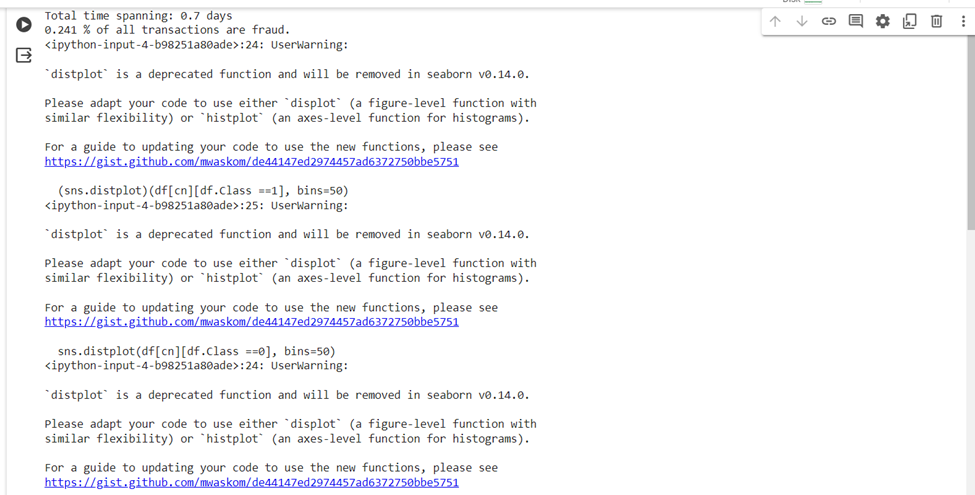 Total time spanning: 0.7 days
0.241 % of all transactions are fraud.
<ipython-input-4-b98251a80ade>:24: UserWarning:
`distplot` is a deprecated function and will be removed in seaborn v0.14.0.
Please adapt your code to use either `displot` (a figure-level function with
similar flexibility) or `histplot` (an axes-level function for histograms).
For a guide to updating your code to use the new functions, please see
https://gist.github.com/mwaskom/de44147ed2974457ad6372750bbe5751
(sns.distplot)(df[cn][df.Class ==1], bins=50)
<ipython-input-4-b98251a80ade>:25: UserWarning:
`distplot` is a deprecated function and will be removed in seaborn v0.14.0.
Please adapt your code to use either `displot` (a figure-level function with
similar flexibility) or `histplot` (an axes-level function for histograms).
For a guide to updating your code to use the new functions, please see
https://gist.github.com/mwaskom/de44147ed2974457ad6372750bbe5751
sns.distplot(df[cn][df.Class ==0], bins=50)
<ipython-input-4-b98251a80ade>:24: UserWarning:
`distplot` is a deprecated function and will be removed in seaborn v0.14.0.
Please adapt your code to use either `displot` (a figure-level function with
similar flexibility) or `histplot` (an axes-level function for histograms).
For a guide to updating your code to use the new functions, please see
https://gist.github.com/mwaskom/de44147ed2974457ad6372750bbe5751